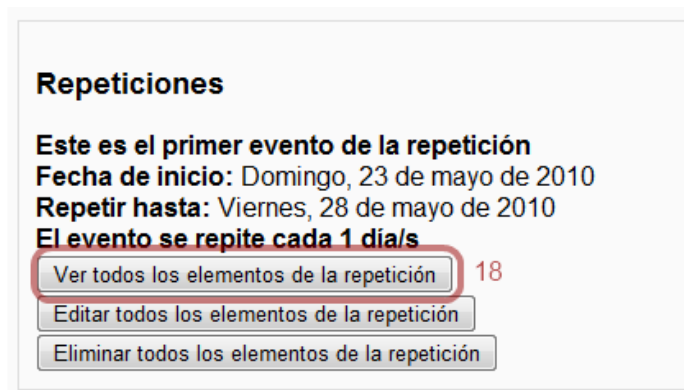 Repeticiones
Este es el primer evento de la repetición
Fecha de inicio: Domingo, 23 de mayo de 2010
Repetir hasta: Viernes, 28 de mayo de 2010
El evento se repite cada 1 día/s
Ver todos los elementos de la repetición 18
Editar todos los elementos de la repetición
Eliminar todos los elementos de la repetición